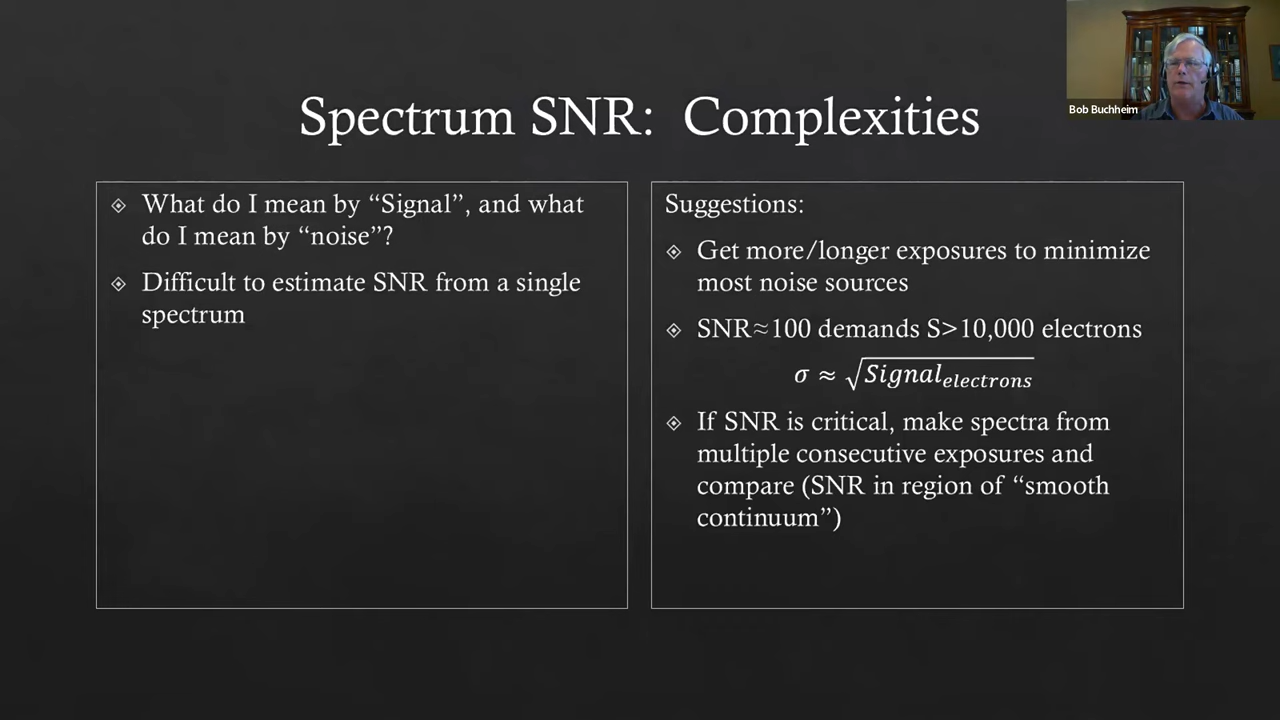 Bob Buchheim
Spectrum SNR: Complexities
What do I mean by “Signal”, and what
do I mean by “noise”?
Difficult to estimate SNR from a single
spectrum
Suggestions:
Get more/longer exposures to minimize
most noise sources
SNR≈100 demands S>10,000 electrons
σ ≈ √Signal_electrons
If SNR is critical, make spectra from
multiple consecutive exposures and
compare (SNR in region of “smooth
continuum”)